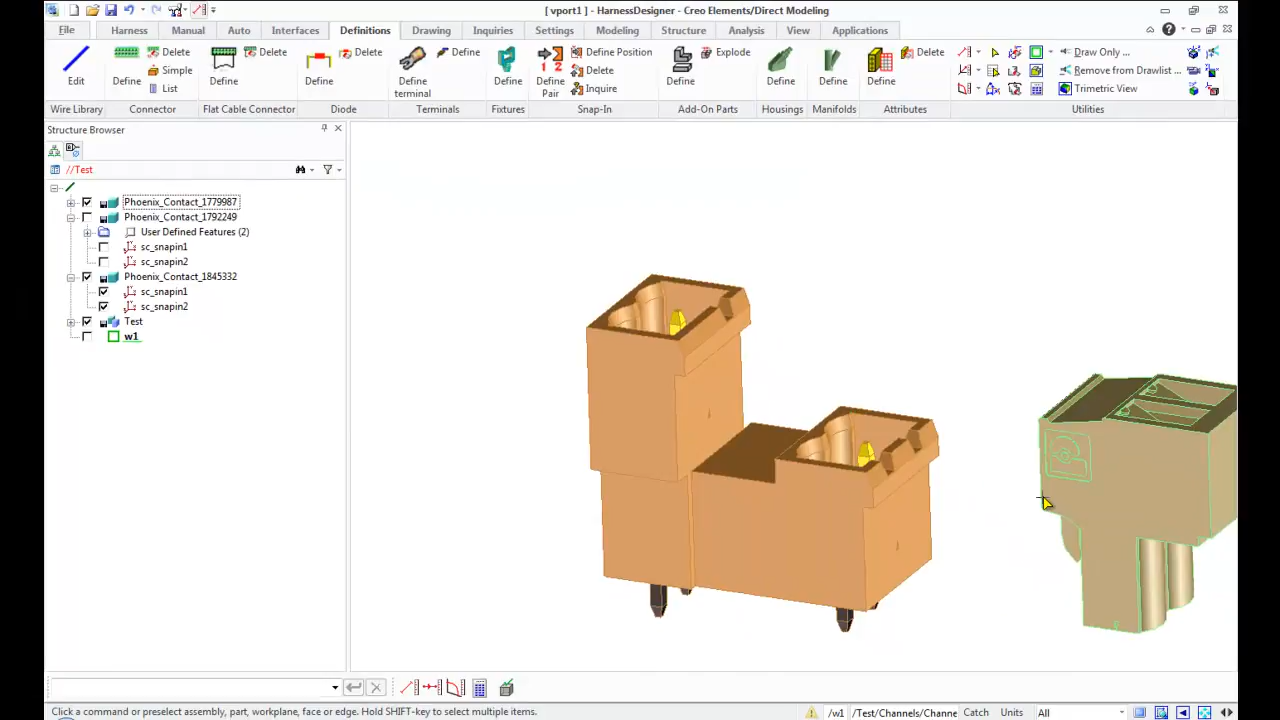 [ vport1 ] - HarnessDesigner - Creo Elements/Direct Modeling
File Harness Manual Auto Interfaces Definitions Drawing Inquiries Settings Modeling Structure Analysis View Applications
Edit Define Delete Simple List Define Delete Define Delete Define terminal Define Define Define Pair Define Position Delete Inquire Define Explode Define Define Define Delete Draw Only ... Remove from Drawlist ... Trimetric View
Wire Library Connector Flat Cable Connector Diode Terminals Fixtures Snap-In Add-On Parts Housings Manifolds Attributes Utilities
Structure Browser
//Test
Phoenix_Contact_1779987
Phoenix_Contact_1792249
User Defined Features (2)
sc_snapin1
sc_snapin2
Phoenix_Contact_1845332
sc_snapin1
sc_snapin2
Test
w1
Click a command or preselect assembly, part, workplane, face or edge. Hold SHIFT-key to select multiple items. /w1 /Test/Channels/Channe Catch Units All